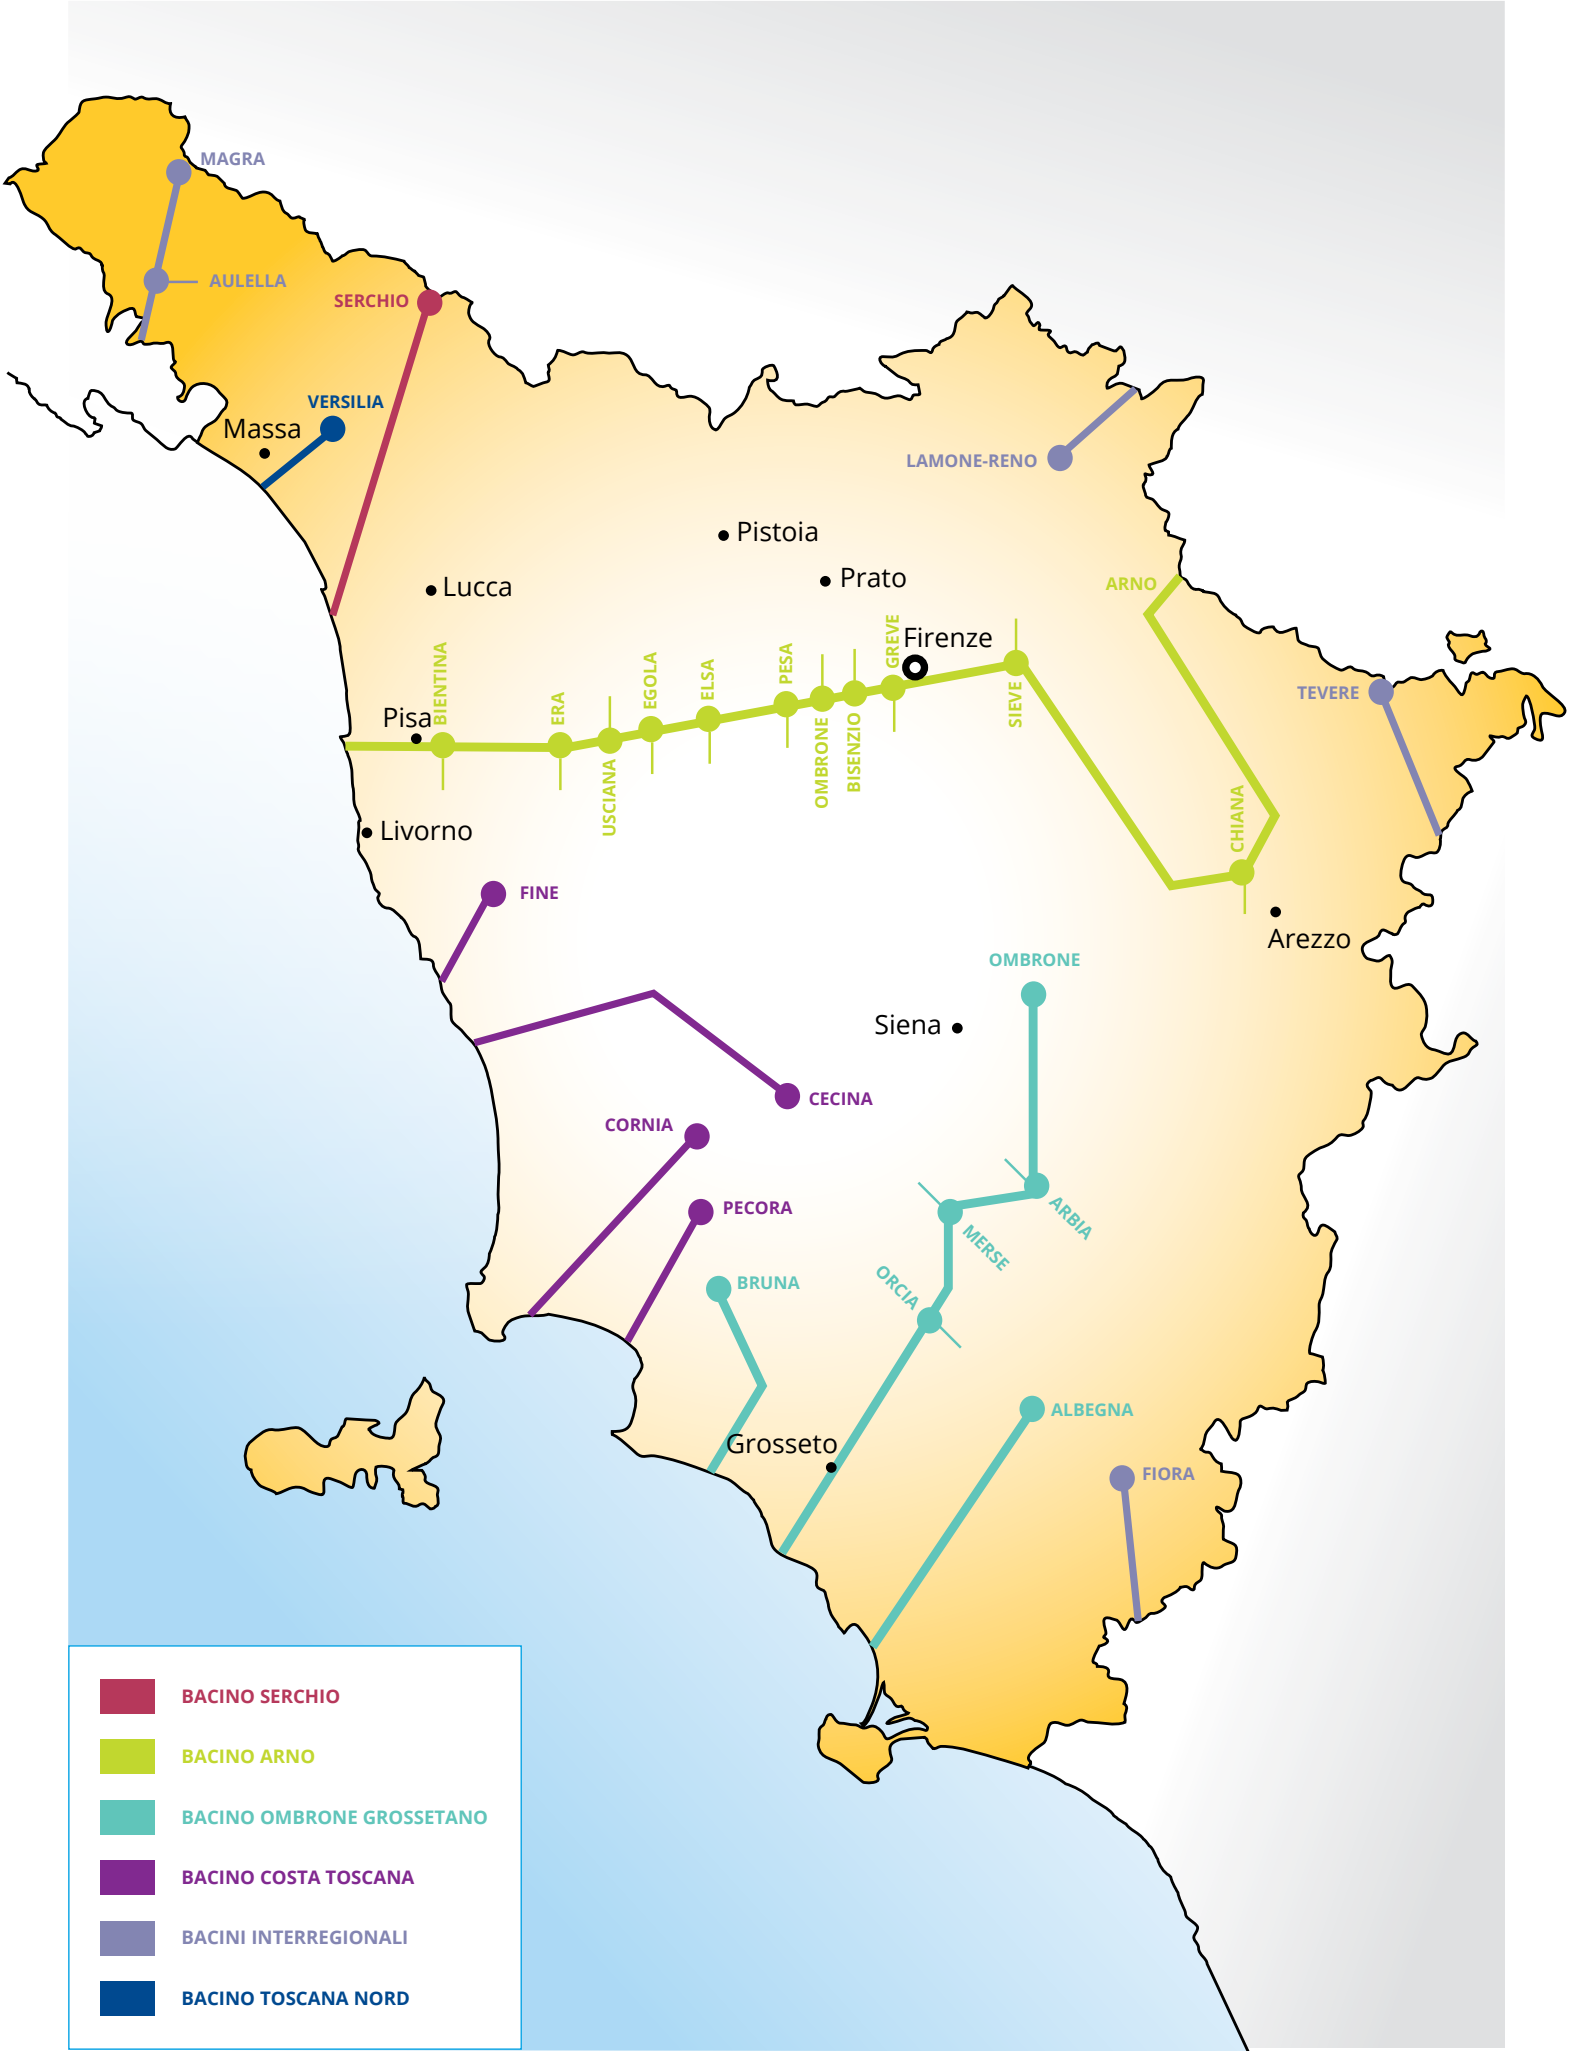 MAGRA
AULELLA
SERCHIO
VERSILIA
Massa
LAMONE-RENO
Pistoia
Prato
Lucca
ARNO
Firenze
GREVE
PESA
ELSA
EGOLA
BIENTINA
ERA
Pisa
SIEVE
TEVERE
OMBRONE
BISENZIO
USCIANA
CHIANA
Livorno
FINE
Arezzo
OMBRONE
Siena
CECINA
CORNIA
PECORA
ARBIA
MERSE
ORCIA
BRUNA
ALBEGNA
Grosseto
FIORA
BACINO SERCHIO
BACINO ARNO
BACINO OMBRONE GROSSETANO
BACINO COSTA TOSCANA
BACINI INTERREGIONALI
BACINO TOSCANA NORD